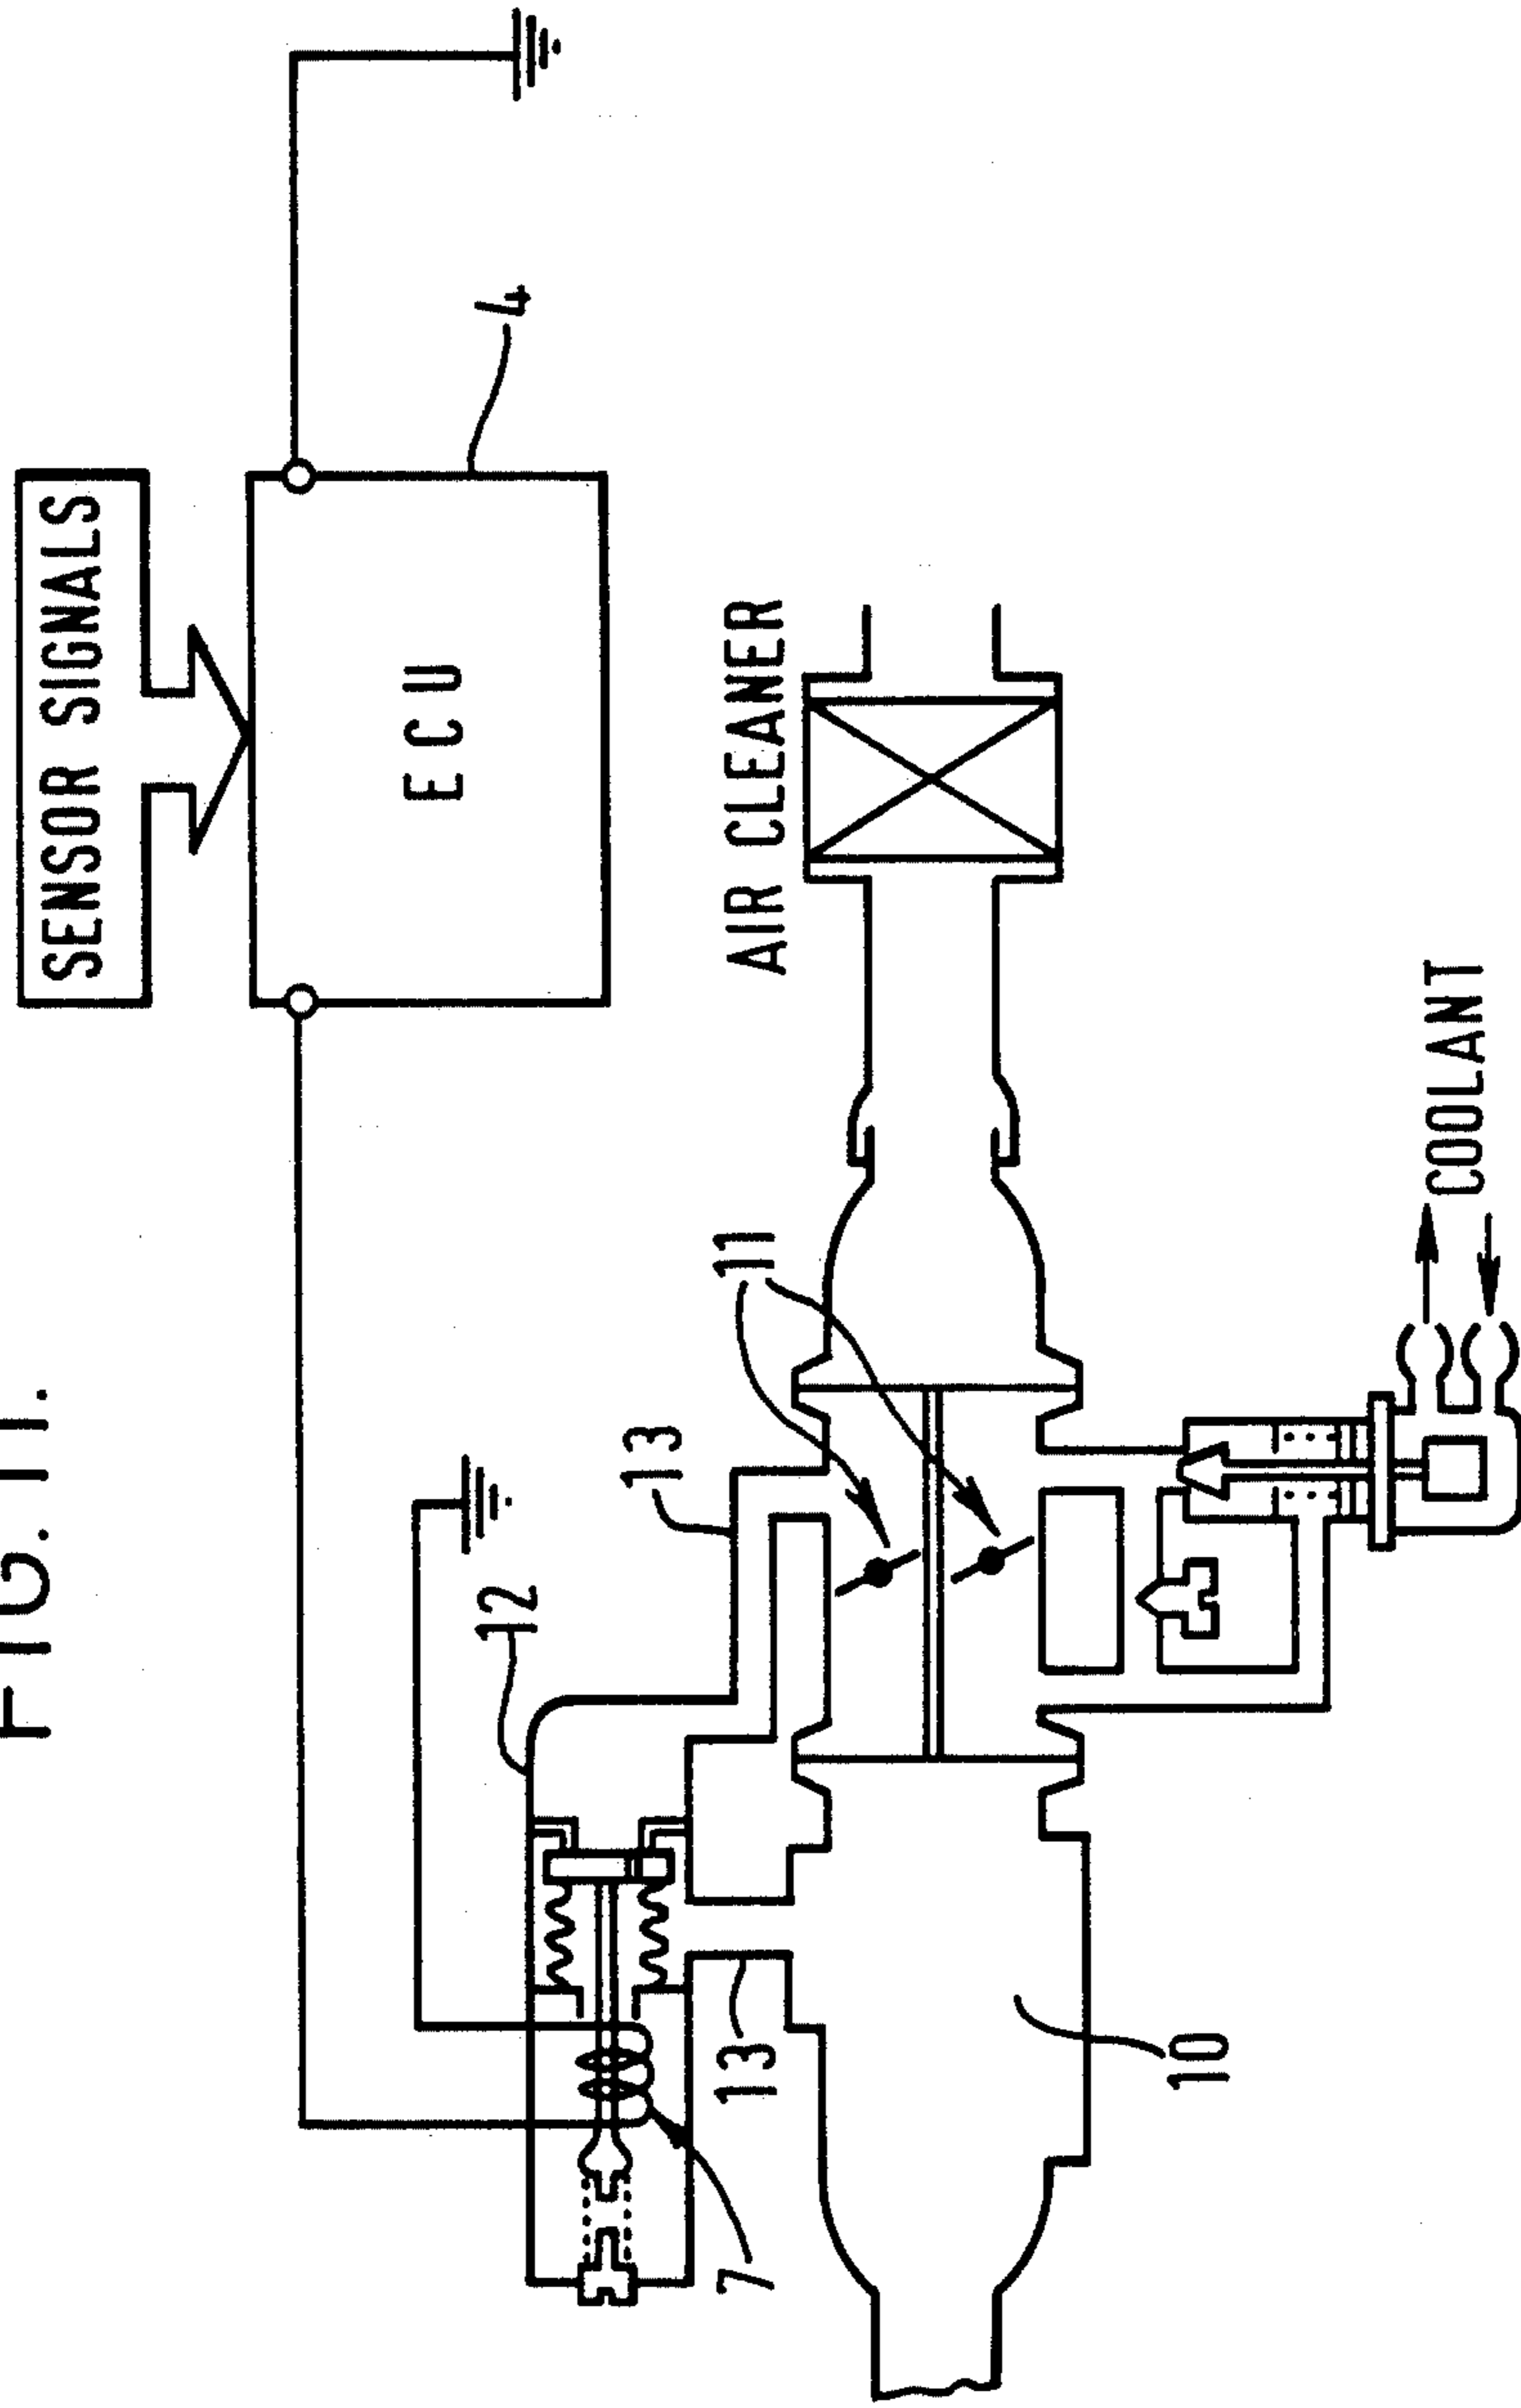 FIG. 11.
SENSOR SIGNALS
ECU
4
12
13
11
AIR CLEANER
7
13
10
COOLANT